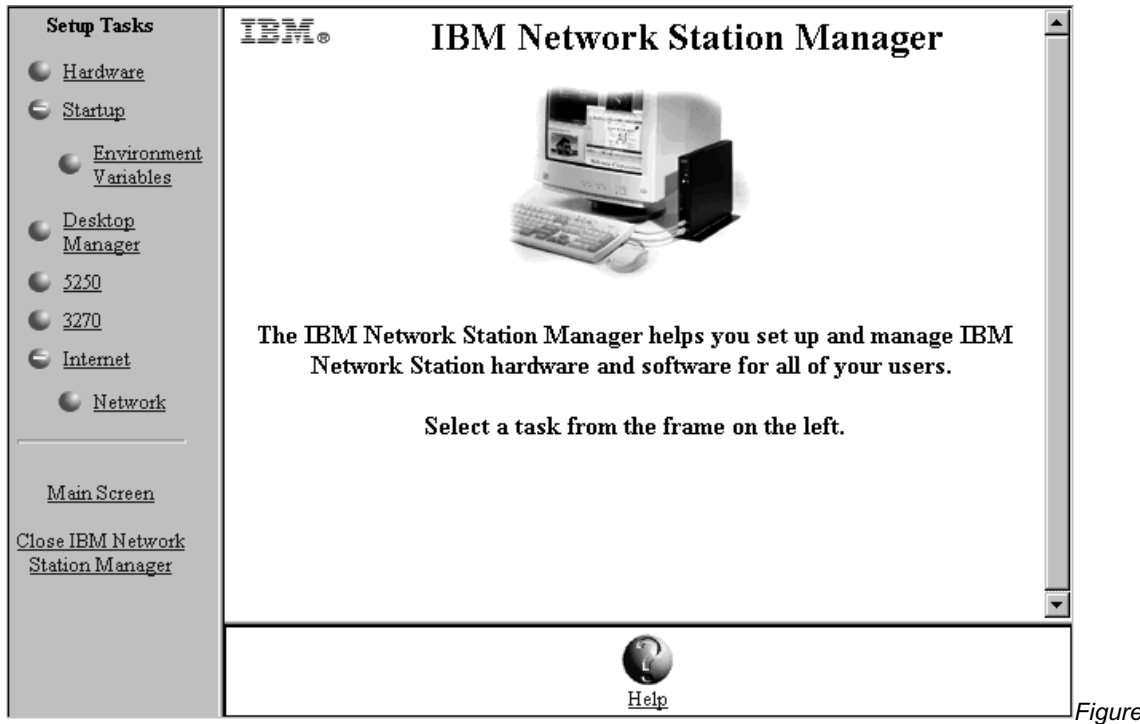 Setup Tasks
Hardware
Startup
Environment
Variables
Desktop
Manager
5250
3270
Internet
Network
Main Screen
Close IBM Network
Station Manager
IBM®
IBM Network Station Manager
The IBM Network Station Manager helps you set up and manage IBM
Network Station hardware and software for all of your users.
Select a task from the frame on the left.
Help
Figure